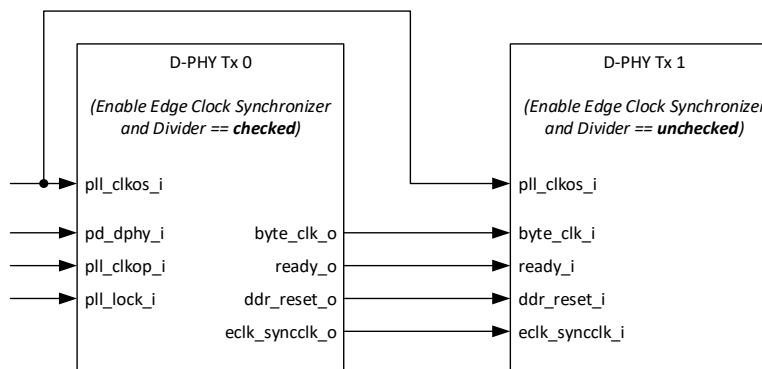 D-PHY Tx 0
(Enable Edge Clock Synchronizer
and Divider == checked)
pll_clkos_i
pd_dphy_i
pll_clkop_i
pll_lock_i
byte_clk_o
ready_o
ddr_reset_o
eclk_syncclk_o
D-PHY Tx 1
(Enable Edge Clock Synchronizer
and Divider == unchecked)
pll_clkos_i
byte_clk_i
ready_i
ddr_reset_i
eclk_syncclk_i